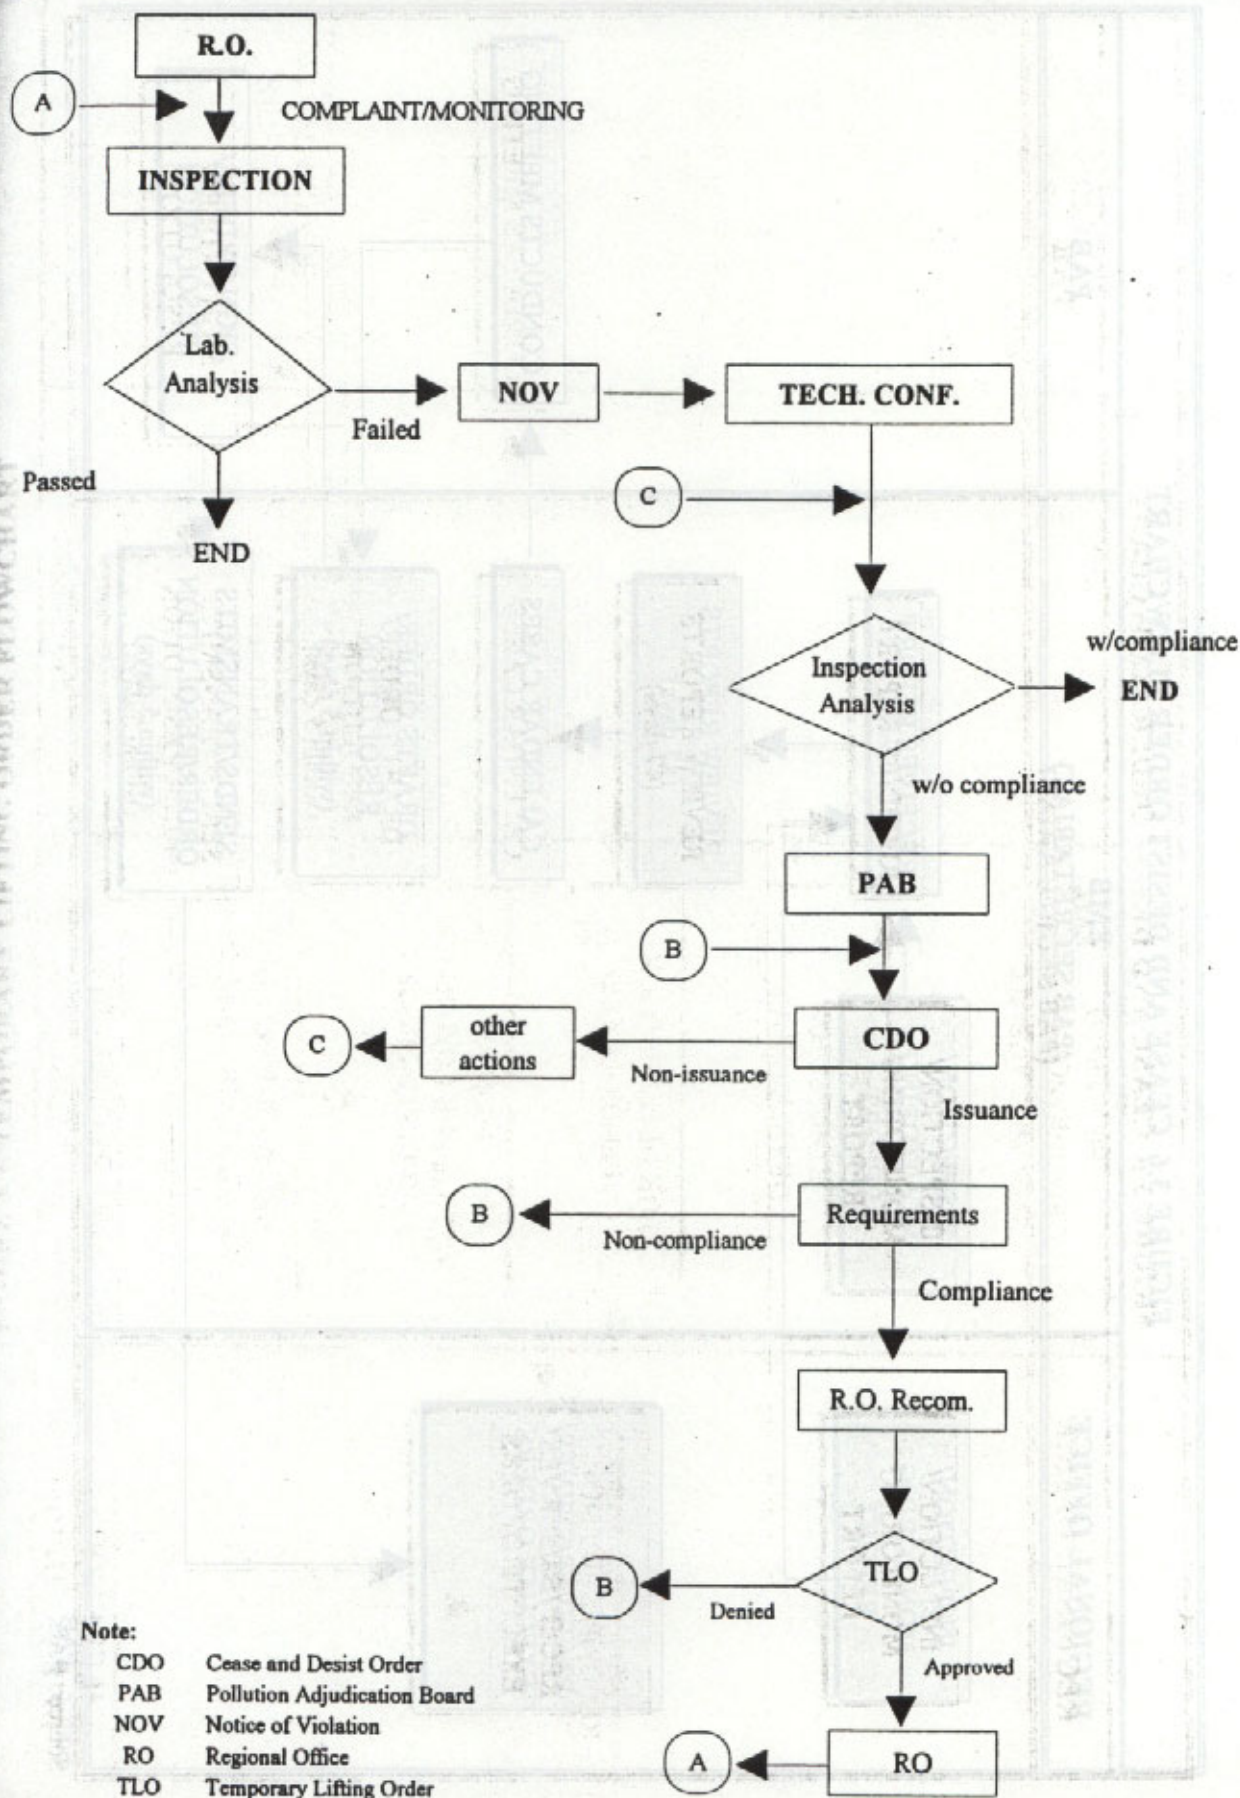 R.O.
A
COMPLAINT/MONITORING
INSPECTION
Lab.
Analysis
Failed
NOV
TECH. CONF.
Passed
END
C
Inspection
Analysis
w/compliance
END
w/o compliance
PAB
B
CDO
other
actions
C
Non-issuance
Issuance
Requirements
B
Non-compliance
Compliance
R.O. Recom.
TLO
B
Denied
Approved
RO
A
Note:
CDO Cease and Desist Order
PAB Pollution Adjudication Board
NOV Notice of Violation
RO Regional Office
TLO Temporary Lifting Order